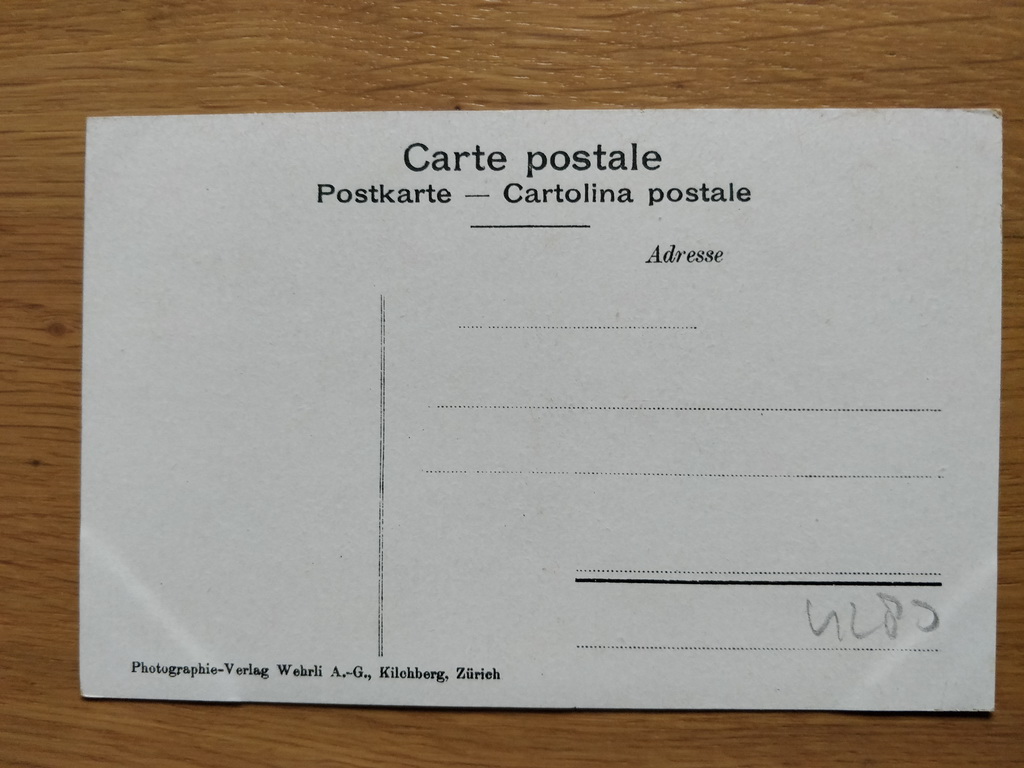 Carte postale
Postkarte — Cartolina postale
Adresse
Photographie-Verlag Wehrli A.-G., Kilchberg, Zürich